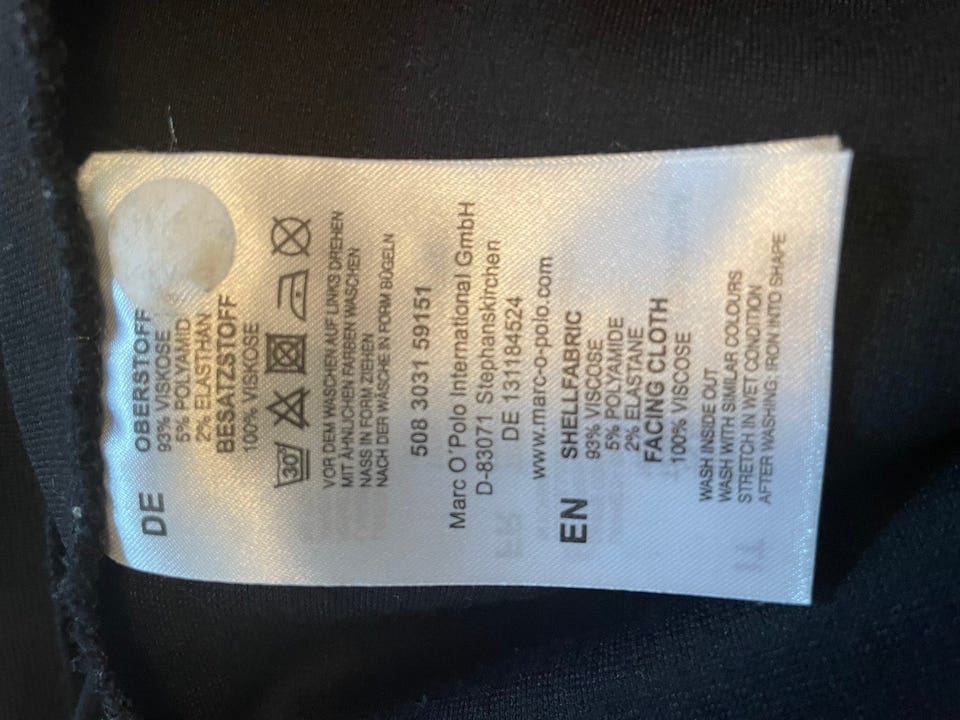 DE
OBERSTOFF
93% VISKOSE
5% POLYAMID
2% ELASTHAN
BESATZSTOFF
100% VISKOSE
30
VOR DEM WASCHEN AUF LINKS DREHEN
MIT ÄHNLICHEN FARBEN WASCHEN
NASS IN FORM ZIEHEN
NACH DER WÄSCHE IN FORM BÜGELN
508 3031 59151
Marc O'Polo International GmbH
D-83071 Stephanskirchen
DE 131184524
www.marc-o-polo.com
EN
SHELLFABRIC
93% VISCOSE
5% POLYAMIDE
2% ELASTANE
FACING CLOTH
100% VISCOSE
WASH INSIDE OUT
WASH WITH SIMILAR COLOURS
STRETCH IN WET CONDITION
AFTER WASHING: IRON INTO SHAPE